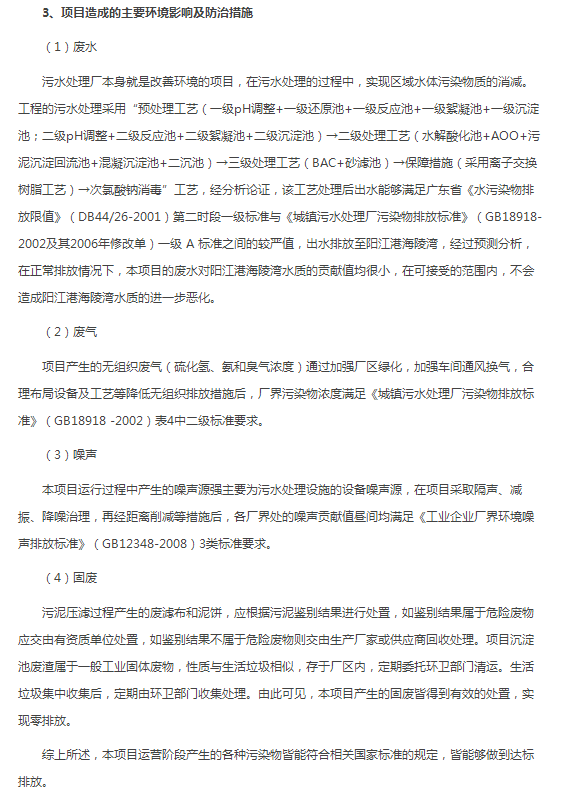 3、项目造成的主要环境影响及防治措施
（1）废水
污水处理厂本身就是改善环境的项目，在污水处理的过程中，实现区域水体污染物质的消减。
工程的污水处理采用“预处理工艺（一级pH调整+一级还原池+一级反应池+一级絮凝池+一级沉淀
池；二级pH调整+二级反应池+二级絮凝池+二级沉淀池）→二级处理工艺（水解酸化池+AOO+污
泥沉淀回流池+混凝沉淀池+二沉池）→三级处理工艺（BAC+砂滤池）→保障措施（采用离子交换
树脂工艺）→次氨酸钠消毒”工艺，经分析论证，该工艺处理后出水能够满足广东省《水污染物排
放限值》（DB44/26-2001）第二时段一级标准与《城镇污水处理厂污染物排放标准》（GB18918-
2002及其2006年修改单）一级 A 标准之间的较严值，出水排放至阳江港海陵湾，经过预测分析，
在正常排放情况下，本项目的废水对阳江港海陵湾水质的贡献值均很小，在可接受的范围内，不会
造成阳江港海陵湾水质的进一步恶化。
（2）废气
项目产生的无组织废气（硫化氢、氨和臭气浓度）通过加强厂区绿化，加强车间通风换气，合
理布局设备及工艺等降低无组织排放措施后，厂界污染物浓度满足《城镇污水处理厂污染物排放标
准》（GB18918 -2002）表4中二级标准要求。
（3）噪声
本项目运行过程中产生的噪声源强主要为污水处理设施的设备噪声源，在项目采取隔声、减
振、降噪治理，再经距离削减等措施后，各厂界处的噪声贡献值昼间均满足《工业企业厂界环境噪
声排放标准》（GB12348-2008）3类标准要求。
（4）固废
污泥压滤过程产生的废滤布和泥饼，应根据污泥鉴别结果进行处置，如鉴别结果属于危险废物
应交由有资质单位处置，如鉴别结果不属于危险废物则交由生产厂家或供应商回收处理。项目沉淀
池废渣属于一般工业固体废物，性质与生活垃圾相似，存于厂区内，定期委托环卫部门清运。生活
垃圾集中收集后，定期由环卫部门收集处理。由此可见，本项目产生的固废皆得到有效的处置，实
现零排放。
综上所述，本项目运营阶段产生的各种污染物皆能符合相关国家标准的规定，皆能够做到达标
排放。